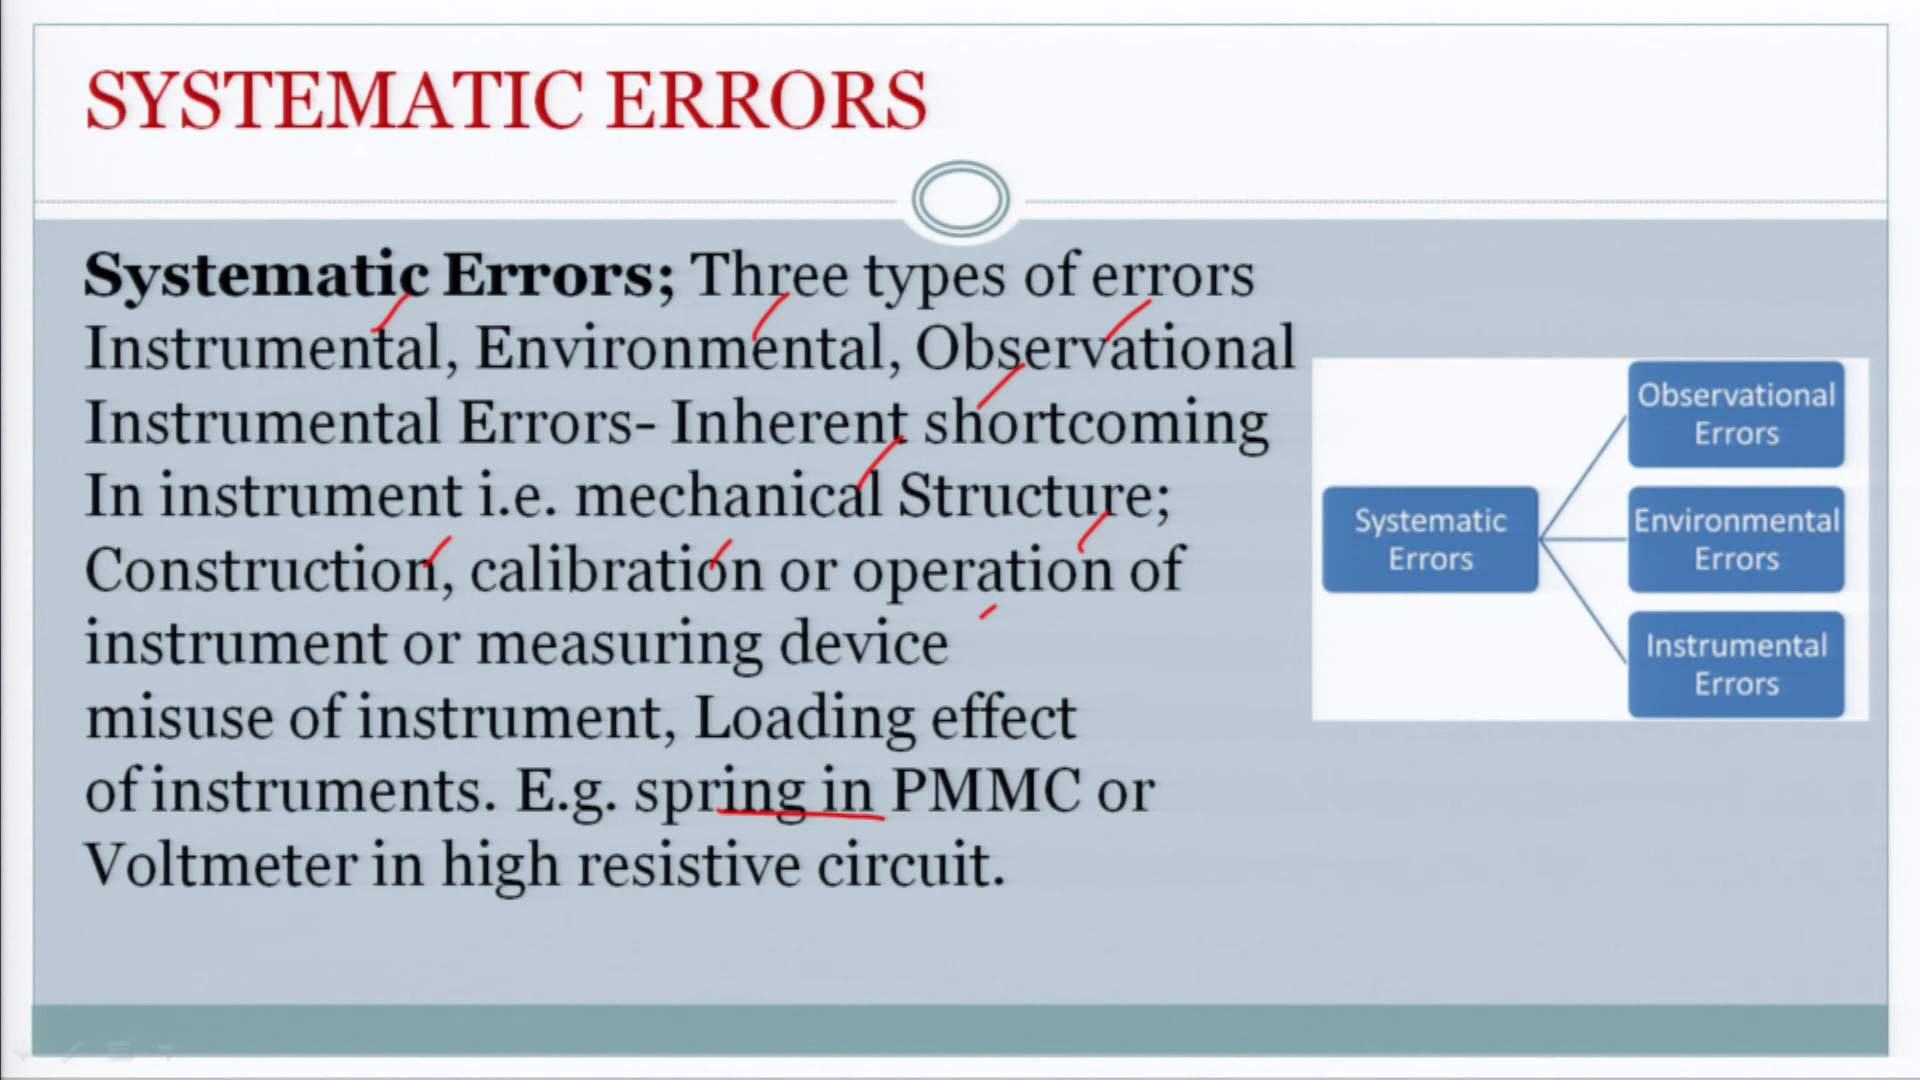 SYSTEMATIC ERRORS
Systematic Errors; Three types of errors
Instrumental, Environmental, Observational
Instrumental Errors- Inherent shortcoming
In instrument i.e. mechanical Structure;
Construction, calibration or operation of
instrument or measuring device
misuse of instrument, Loading effect
of instruments. E.g. spring in PMMC or
Voltmeter in high resistive circuit.
Systematic
Errors
Observational
Errors
Environmental
Errors
Instrumental
Errors